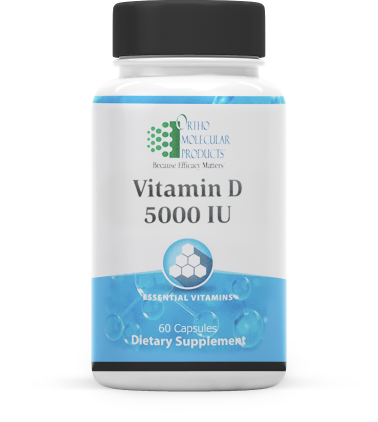 ORTHO
MOLECULAR
PRODUCTS
Because Efficacy Matters
Vitamin D
5000 IU
ESSENTIAL VITAMINS
60 Capsules
Dietary Supplement